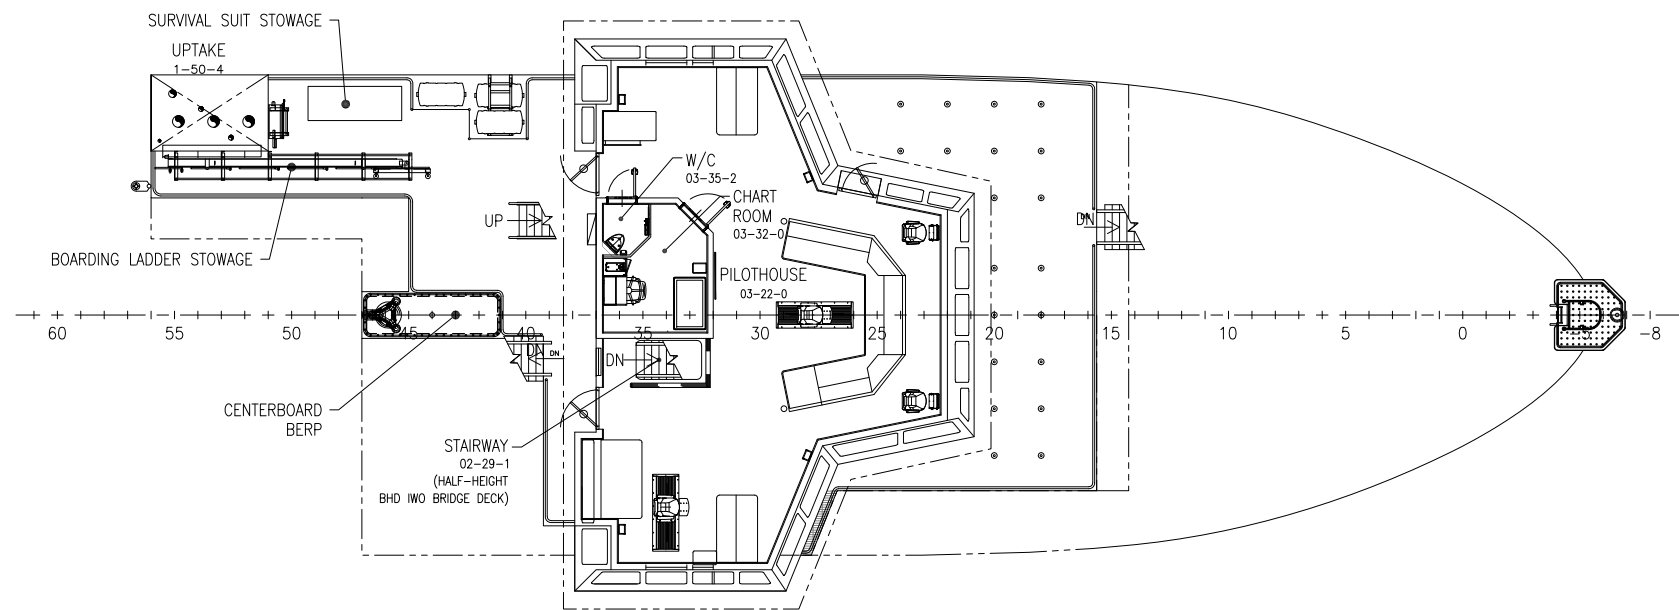 SURVIVAL SUIT STOWAGE
UPTAKE
1-50-4
W/C
03-35-2
CHART
ROOM
03-32-0
UP
DN
BOARDING LADDER STOWAGE
PILOTHOUSE
03-22-0
60 55 50 45 40 35 30 25 20 15 10 5 0 -5 -8
DN
DN
CENTERBOARD
BERP
STAIRWAY
02-29-1
(HALF-HEIGHT
BHD IWO BRIDGE DECK)